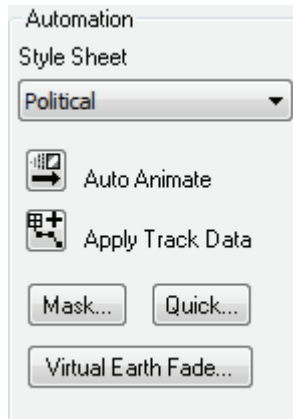 Automation
Style Sheet
Political
Auto Animate
Apply Track Data
Mask... Quick...
Virtual Earth Fade...